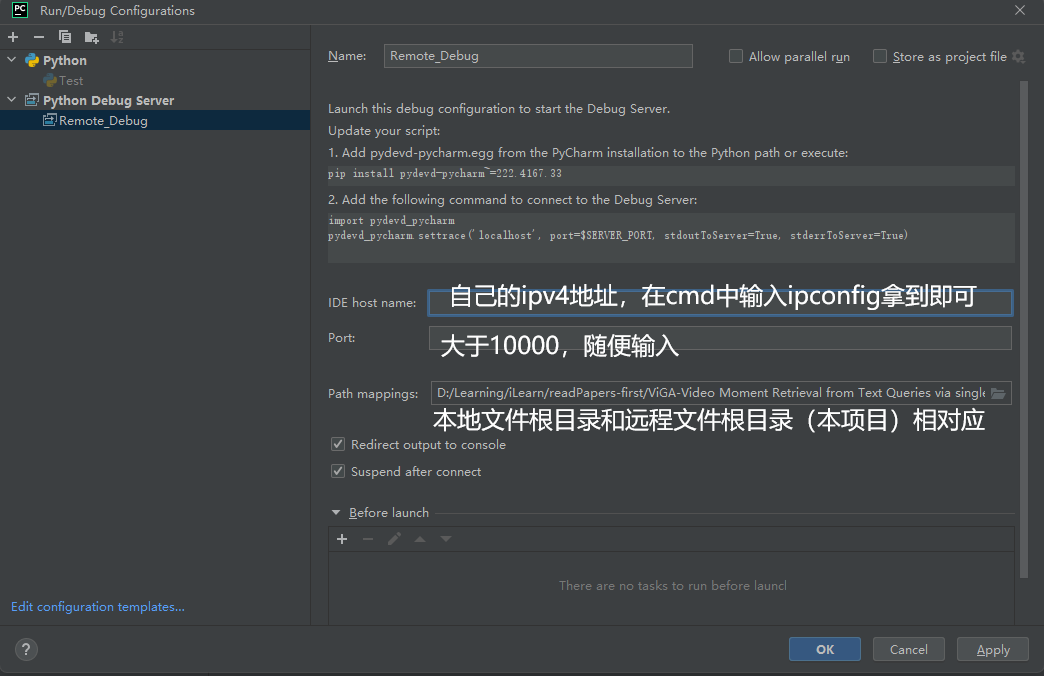 PC Run/Debug Configurations
Python
Test
Python Debug Server
Remote_Debug
Edit configuration templates...
Name: Remote_Debug Allow parallel run Store as project file
Launch this debug configuration to start the Debug Server.
Update your script:
1. Add pydevd-pycharm.egg from the PyCharm installation to the Python path or execute:
pip install pydevd-pycharm~=222.4167.33
2. Add the following command to connect to the Debug Server:
import pydevd_pycharm
pydevd_pycharm.settrace('localhost', port=$SERVER_PORT, stdoutToServer=True, stderrToServer=True)
IDE host name: 自己的ipv4地址，在cmd中输入ipconfig拿到即可
Port: 大于10000，随便输入
Path mappings: D:/Learning/iLearn/readPapers-first/ViGA-Video Moment Retrieval from Text Queries via single
本地文件根目录和远程文件根目录（本项目）相对应
Redirect output to console
Suspend after connect
Before launch
There are no tasks to run before launcl
? OK Cancel Apply